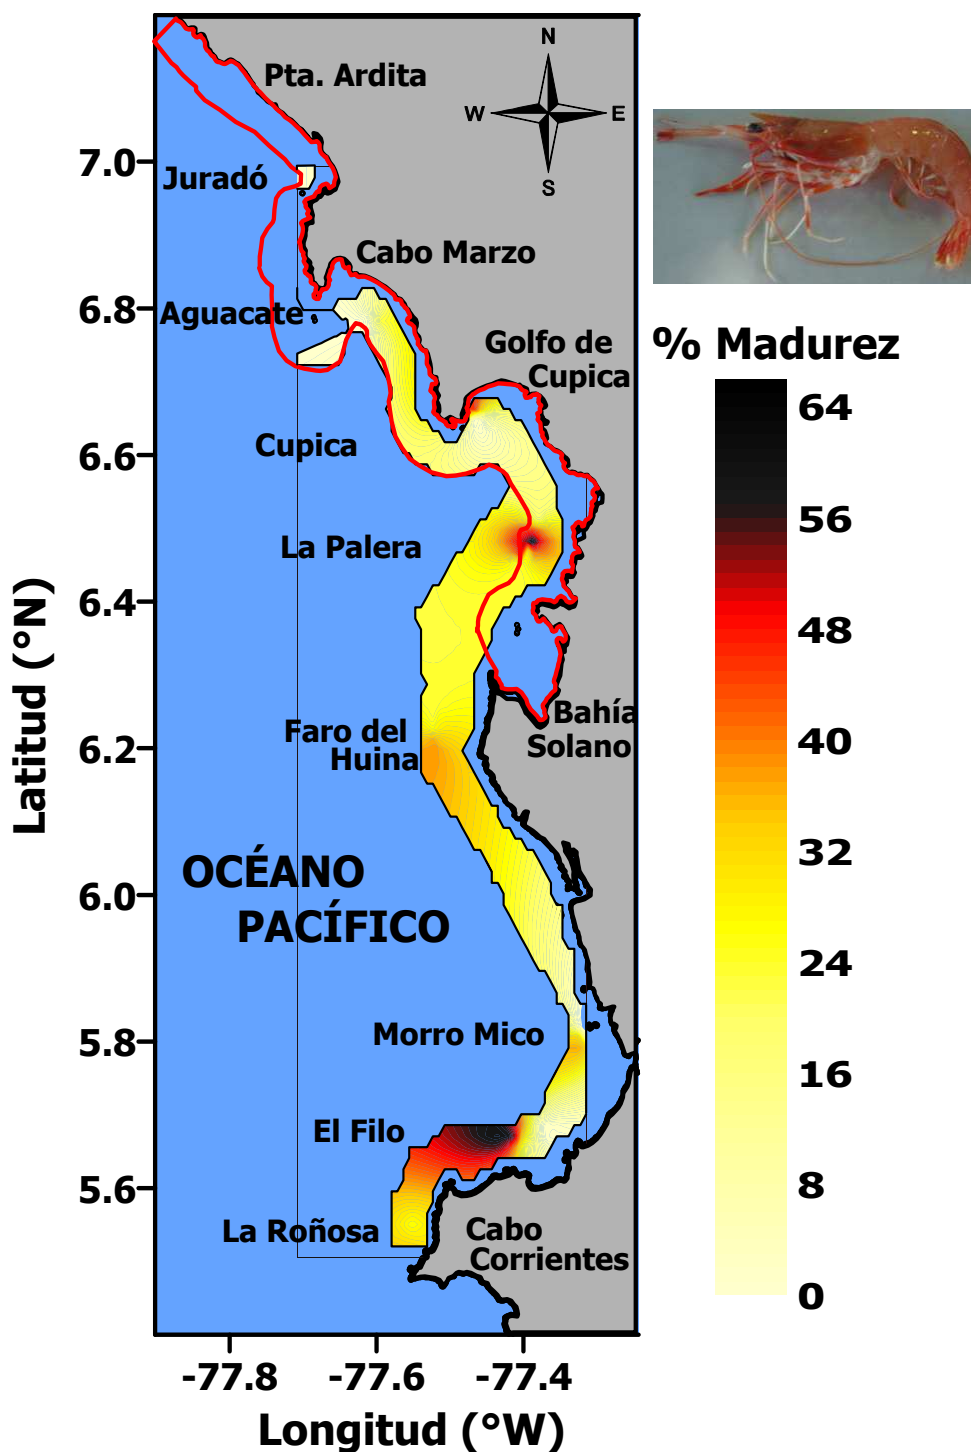 N
W E
S
Pta. Ardita
Juradó
Cabo Marzo
Aguacate
Golfo de
Cupica
Cupica
La Palera
Bahía
Solano
Faro del
Huina
OCÉANO
PACÍFICO
Morro Mico
El Filo
La Roñosa
Cabo
Corrientes
Latitud (°N)
7.0
6.8
6.6
6.4
6.2
6.0
5.8
5.6
-77.8 -77.6 -77.4
Longitud (°W)
% Madurez
64
56
48
40
32
24
16
8
0